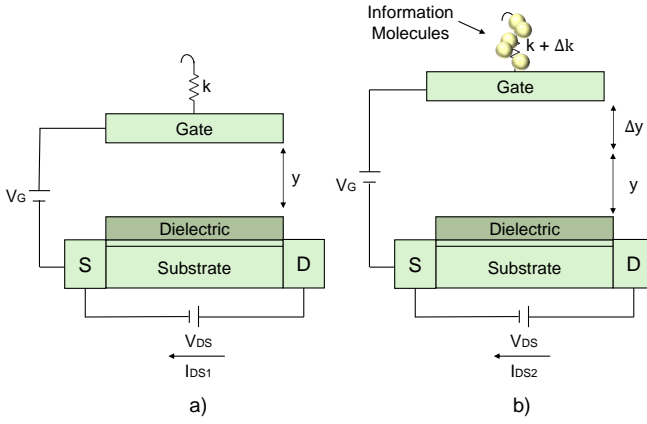 Information
Molecules
k
k + Δk
Gate
Gate
Δy
y
y
VG
VG
Dielectric
Dielectric
S
Substrate
D
S
Substrate
D
VDS
VDS
IDS1
IDS2
a)
b)